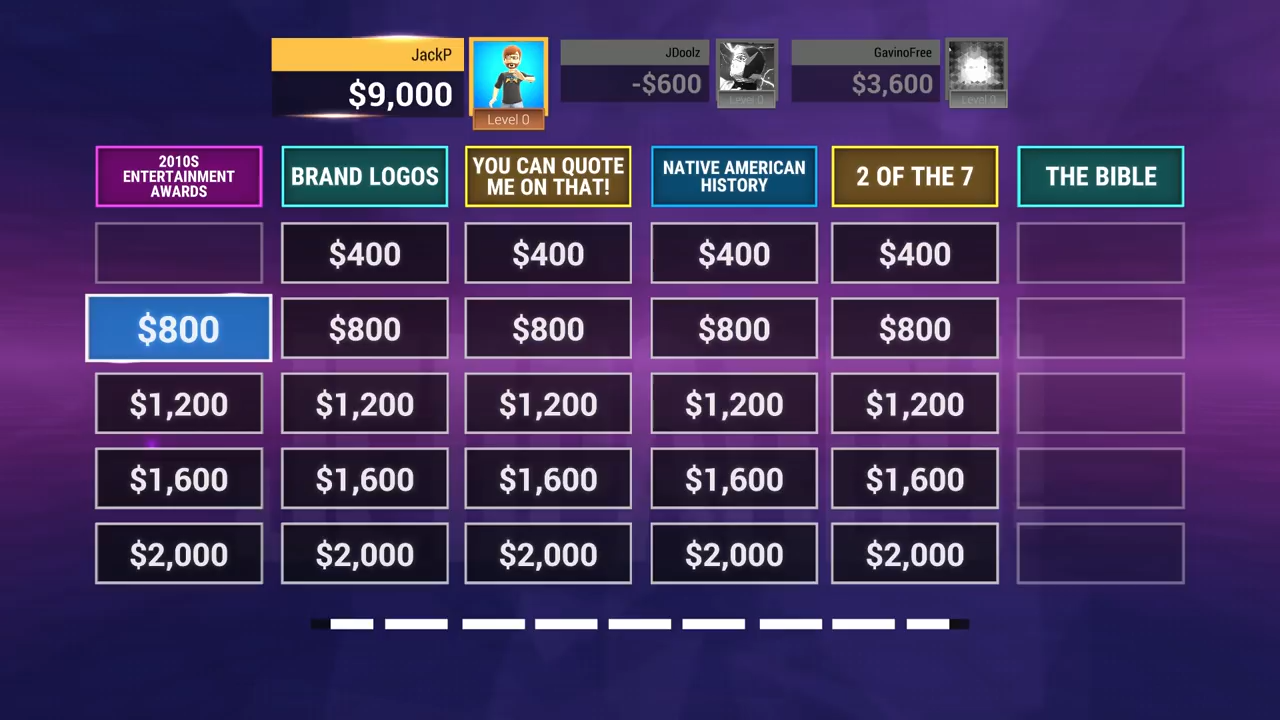 JackP
$9,000
Level 0
JDoolz
-$600
Level 0
GavinoFree
$3,600
Level 0
2010S
ENTERTAINMENT
AWARDS
BRAND LOGOS
YOU CAN QUOTE
ME ON THAT!
NATIVE AMERICAN
HISTORY
2 OF THE 7
THE BIBLE
$400 $400 $400 $400
$800 $800 $800 $800 $800
$1,200 $1,200 $1,200 $1,200 $1,200
$1,600 $1,600 $1,600 $1,600 $1,600
$2,000 $2,000 $2,000 $2,000 $2,000